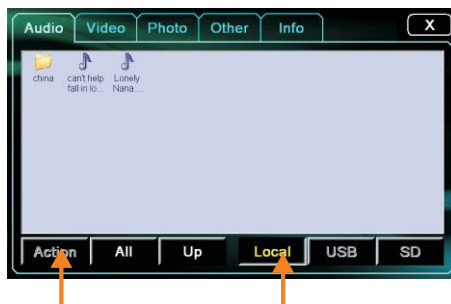 Audio Video Photo Other Info X
china can't help Lonely
fall in lo... Nana...
Action All Up Local USB SD